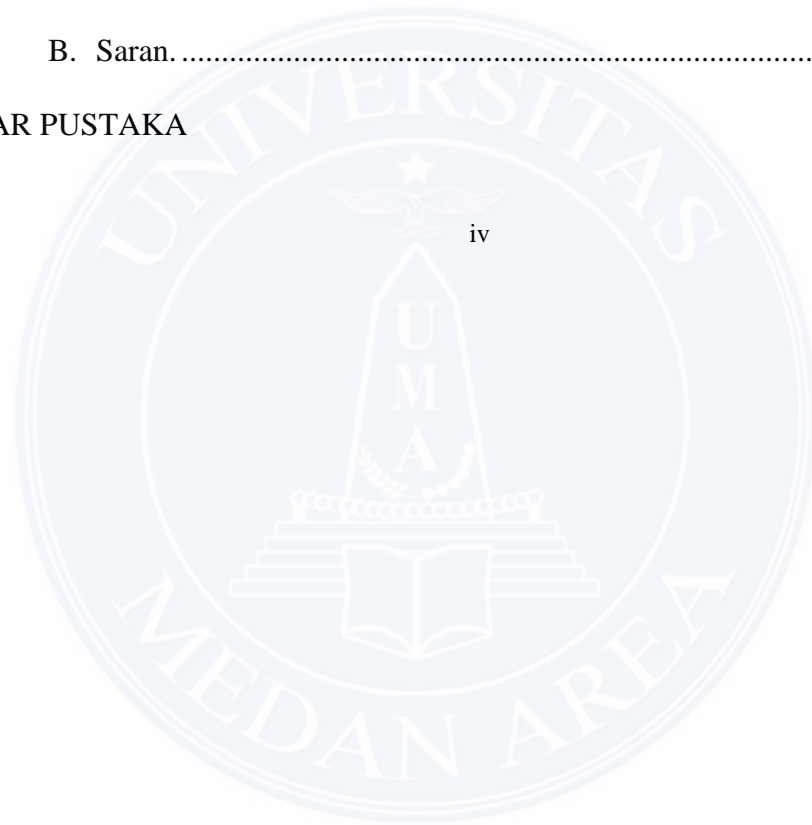 B. Saran. ....................................................................................
AR PUSTAKA
UNIVERSITAS
iv
U
M
A
MEDAN AREA